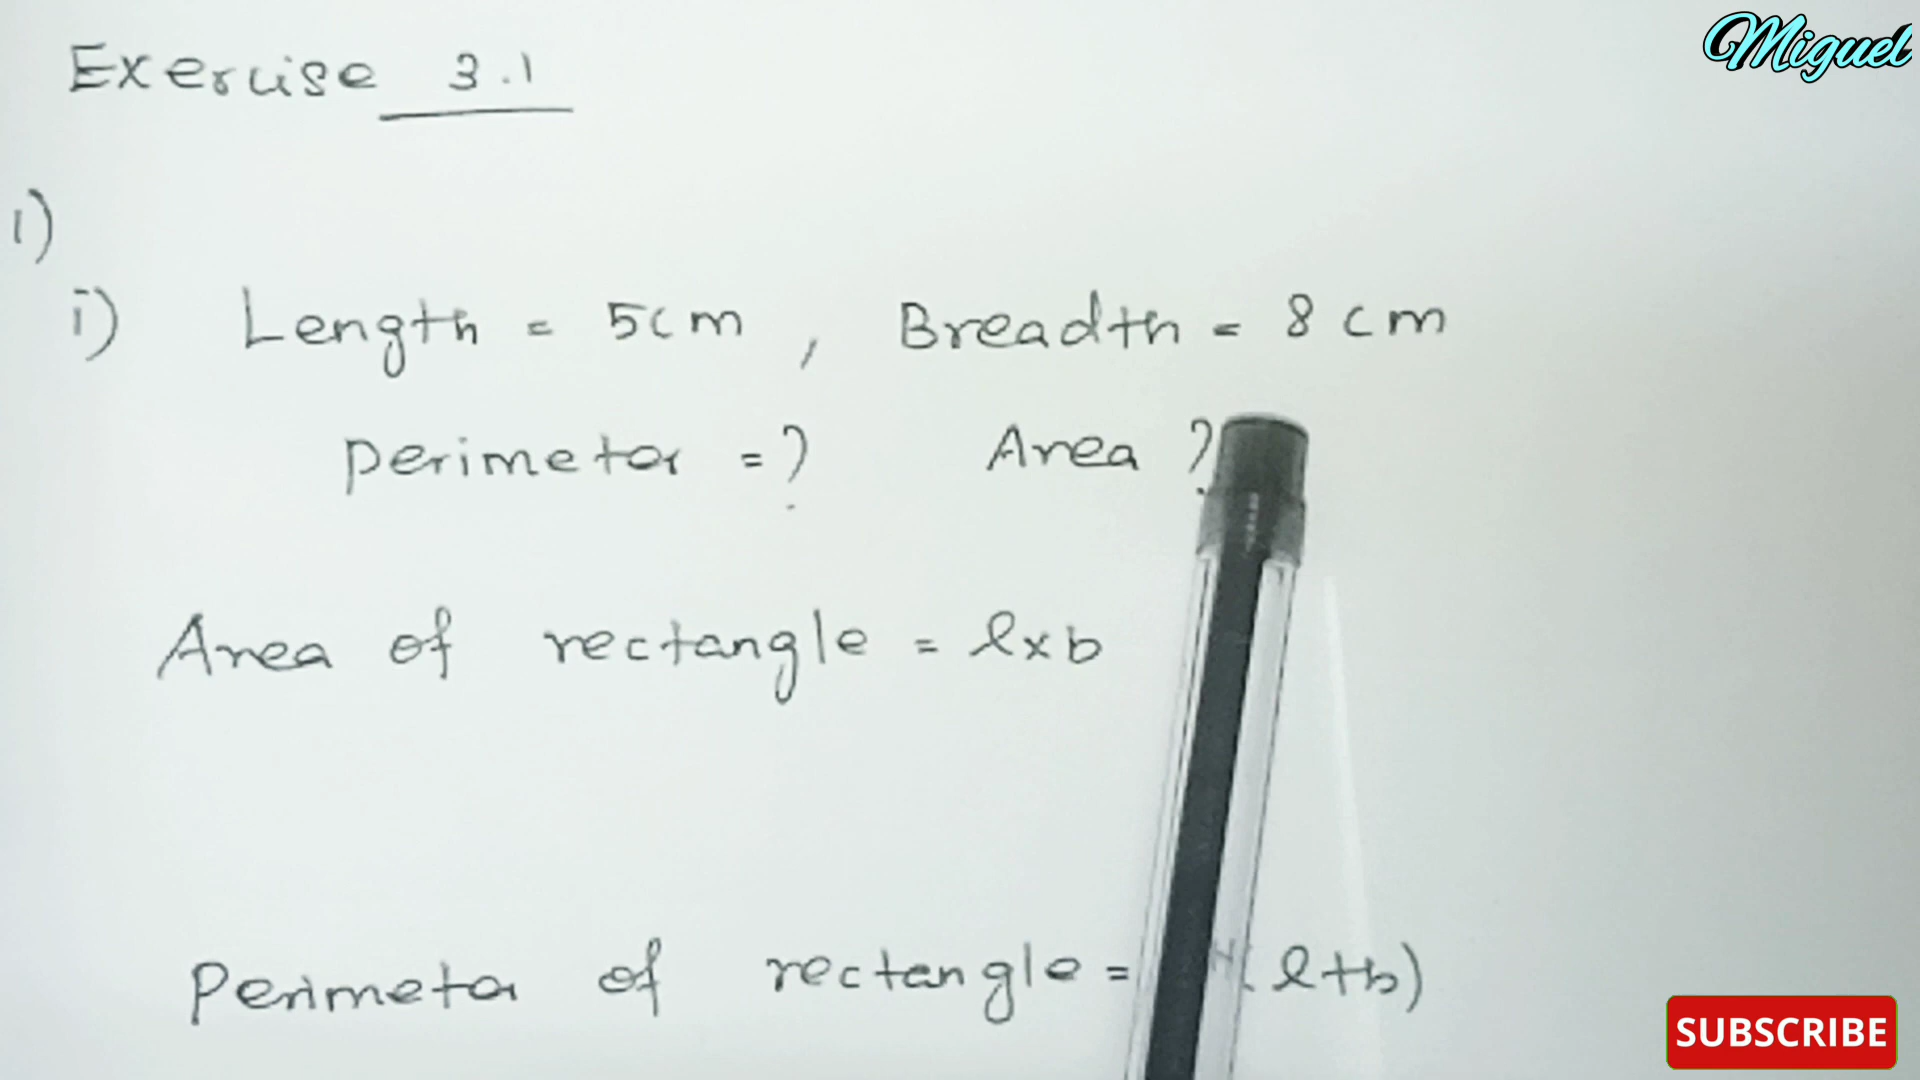 Miguel
Exercise 3.1
1)
i) Length = 5cm, Breadth = 8 cm
Perimeter = ? Area ?
Area of rectangle = l×b
Perimeter of rectangle = (l+b)
SUBSCRIBE